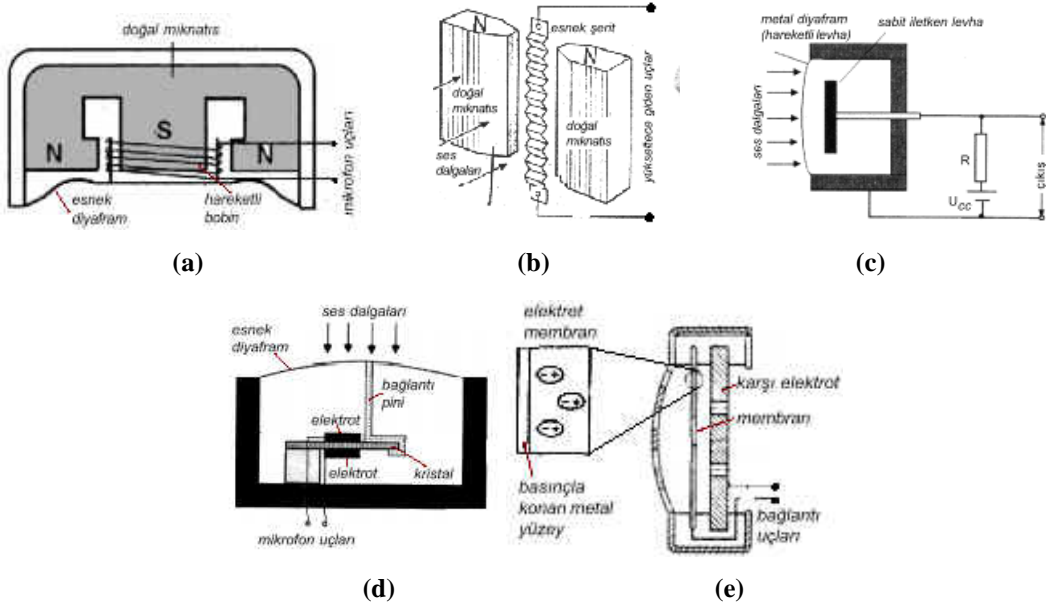 doğal mıknatıs
N
S
N
esnek
diyafram
hareketli
bobin
mikrofon uçları
(a)
N
esnek şerit
N
doğal
mıknatıs
ses
dalgaları
doğal
mıknatıs
yükseltece giden uçlar
(b)
metal diyafram
(hareketli levha)
sabit iletken levha
ses dalgaları
R
UCC
çıkış
(c)
ses dalgaları
esnek
diyafram
bağlantı
pini
elektrot
elektrot
kristal
mikrofon uçları
(d)
elektret
membran
karşı elektrot
membran
basınçla
konan metal
yüzey
bağlantı
uçları
(e)